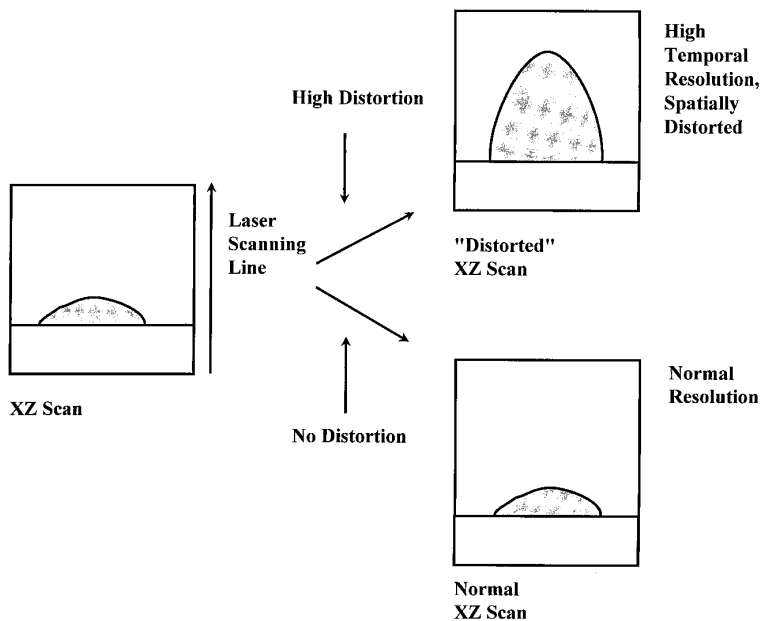 High
Temporal
Resolution,
Spatially
Distorted
High Distortion
Laser
Scanning
Line
"Distorted"
XZ Scan
XZ Scan
No Distortion
Normal
Resolution
Normal
XZ Scan